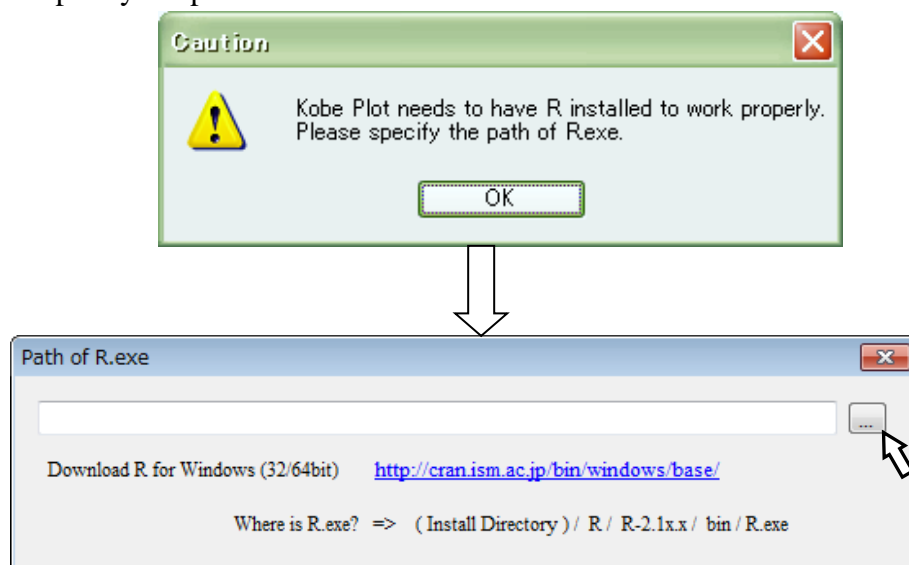 Caution
Kobe Plot needs to have R installed to work properly.
Please specify the path of R.exe.
OK
Path of R.exe
...
Download R for Windows (32/64bit) http://cran.ism.ac.jp/bin/windows/base/
Where is R.exe? => ( Install Directory ) / R / R-2.1x.x / bin / R.exe